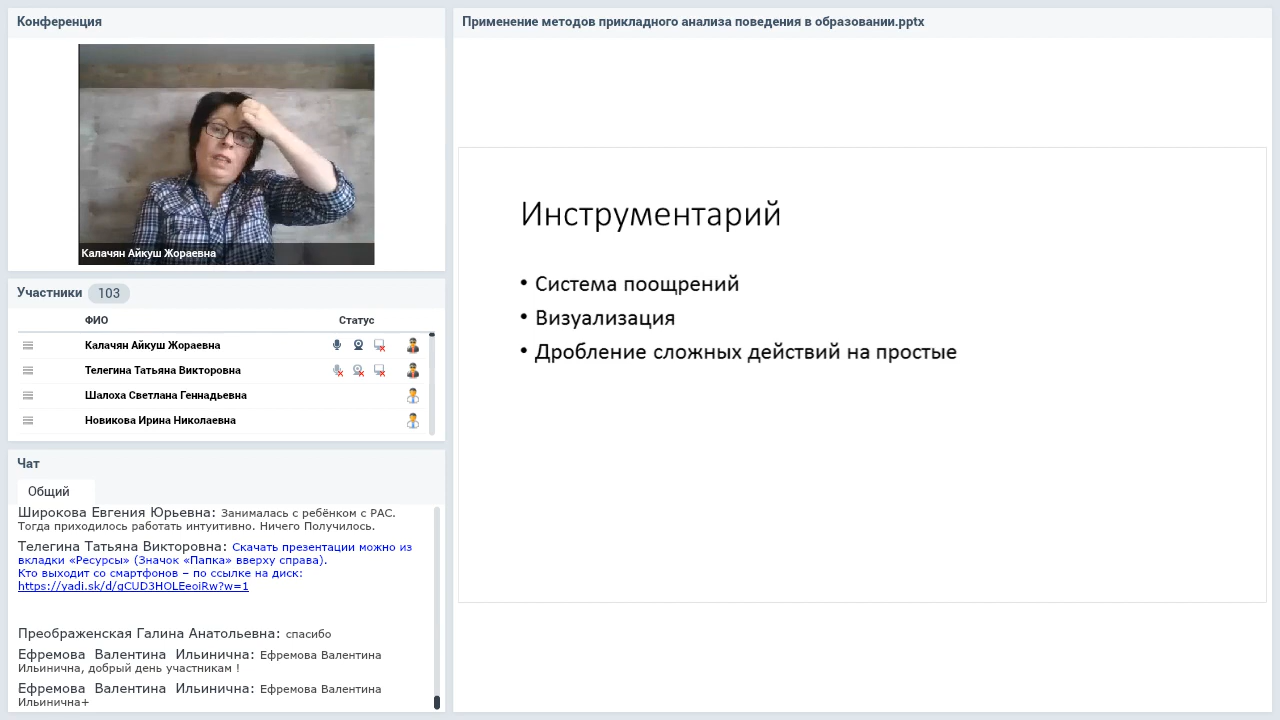 Конференция
Калачян Айкуш Жораевна
Участники 103
ФИО Статус
Калачян Айкуш Жораевна
Телегина Татьяна Викторовна
Шалоха Светлана Геннадьевна
Новикова Ирина Николаевна
Чат
Общий
Широкова Евгения Юрьевна: Занималась с ребёнком с РАС.
Тогда приходилось работать интуитивно. Ничего Получилось.
Телегина Татьяна Викторовна: Скачать презентации можно из
вкладки «Ресурсы» (Значок «Папка» вверху справа).
Кто выходит со смартфонов – по ссылке на диск:
https://yadi.sk/d/gCUD3HOLEeoiRw?w=1
Преображенская Галина Анатольевна: спасибо
Ефремова Валентина Ильинична: Ефремова Валентина
Ильинична, добрый день участникам !
Ефремова Валентина Ильинична: Ефремова Валентина
Ильинична+
Применение методов прикладного анализа поведения в образовании.pptx
Инструментарий
• Система поощрений
• Визуализация
• Дробление сложных действий на простые